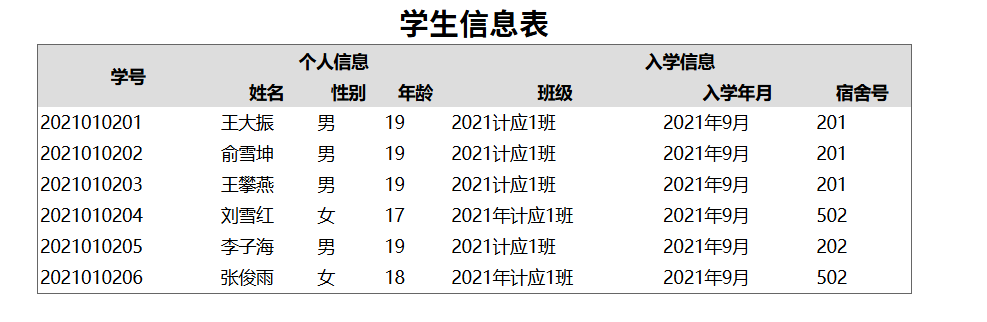 学生信息表
学号 个人信息 入学信息
姓名 性别 年龄 班级 入学年月 宿舍号
2021010201 王大振 男 19 2021计应1班 2021年9月 201
2021010202 俞雪坤 男 19 2021计应1班 2021年9月 201
2021010203 王攀燕 男 19 2021计应1班 2021年9月 201
2021010204 刘雪红 女 17 2021年计应1班 2021年9月 502
2021010205 李子海 男 19 2021计应1班 2021年9月 202
2021010206 张俊雨 女 18 2021年计应1班 2021年9月 502